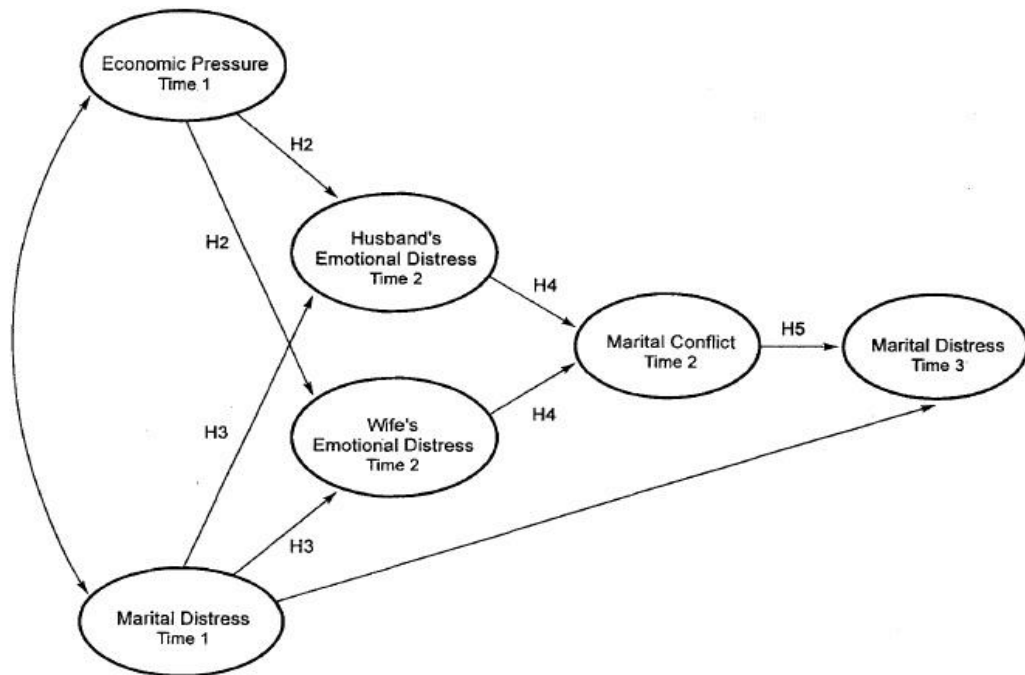 Economic Pressure
Time 1
H2
H2
Husband's
Emotional Distress
Time 2
H4
Marital Conflict
Time 2
H5
Marital Distress
Time 3
H3
Wife's
Emotional Distress
Time 2
H4
H3
Marital Distress
Time 1